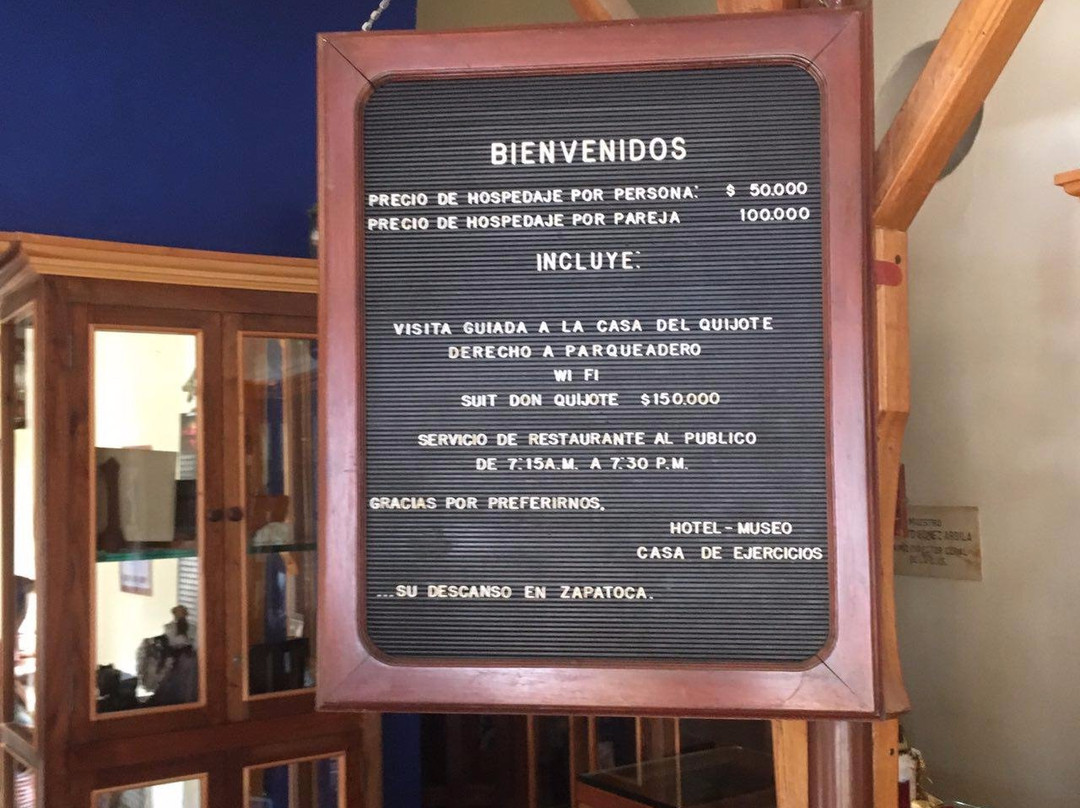 BIENVENIDOS
PRECIO DE HOSPEDAJE POR PERSONA: $ 50.000
PRECIO DE HOSPEDAJE POR PAREJA 100.000
INCLUYE:
VISITA GUIADA A LA CASA DEL QUIJOTE
DERECHO A PARQUEADERO
WI FI
SUIT DON QUIJOTE $150.000
SERVICIO DE RESTAURANTE AL PUBLICO
DE 7:15A.M. A 7:30 P.M.
GRACIAS POR PREFERIRNOS.
HOTEL - MUSEO
CASA DE EJERCICIOS
...SU DESCANSO EN ZAPATOCA.
MAESTRO